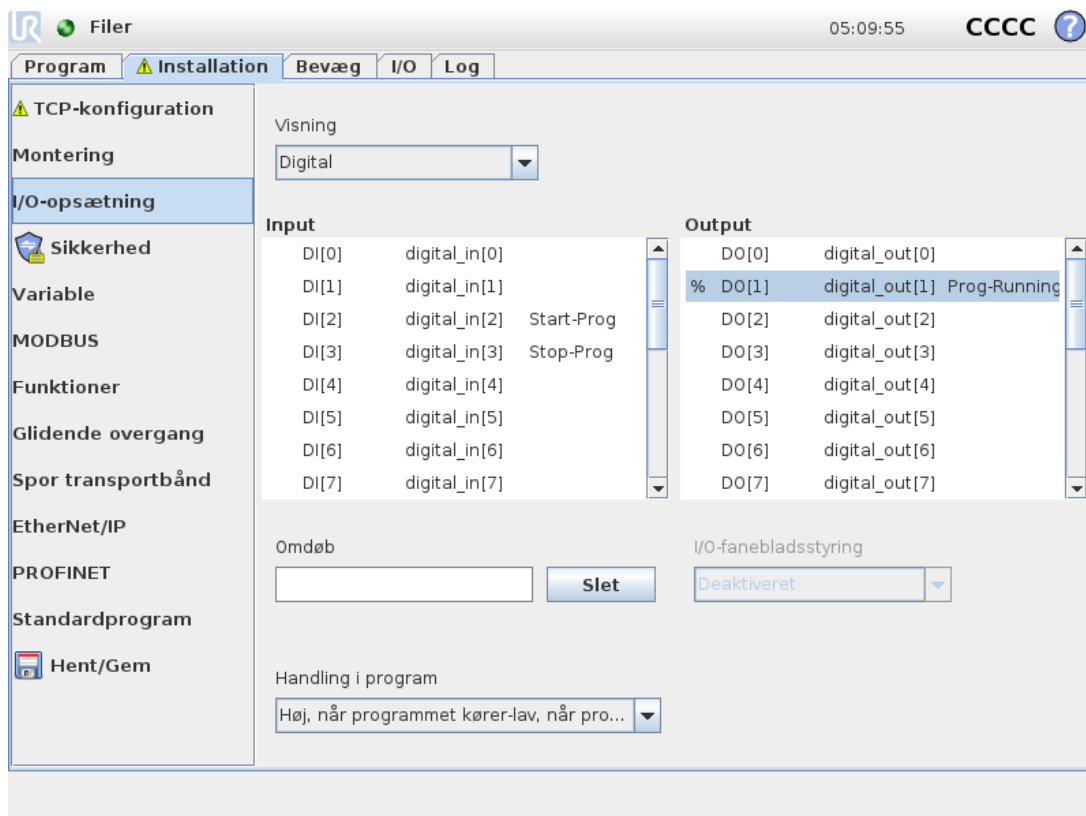 UR Filer 05:09:55 CCCC ?
Program Installation Bevæg I/O Log
TCP-konfiguration
Montering
I/O-opsætning
Sikkerhed
Variable
MODBUS
Funktioner
Glidende overgang
Spor transportbånd
EtherNet/IP
PROFINET
Standardprogram
Hent/Gem
Visning
Digital
Input
DI[0] digital_in[0]
DI[1] digital_in[1]
DI[2] digital_in[2] Start-Prog
DI[3] digital_in[3] Stop-Prog
DI[4] digital_in[4]
DI[5] digital_in[5]
DI[6] digital_in[6]
DI[7] digital_in[7]
Output
DO[0] digital_out[0]
% DO[1] digital_out[1] Prog-Running
DO[2] digital_out[2]
DO[3] digital_out[3]
DO[4] digital_out[4]
DO[5] digital_out[5]
DO[6] digital_out[6]
DO[7] digital_out[7]
Omdøb
Slet
I/O-fanebladsstyring
Deaktiveret
Handling i program
Høj, når programmet kører-lav, når pro...